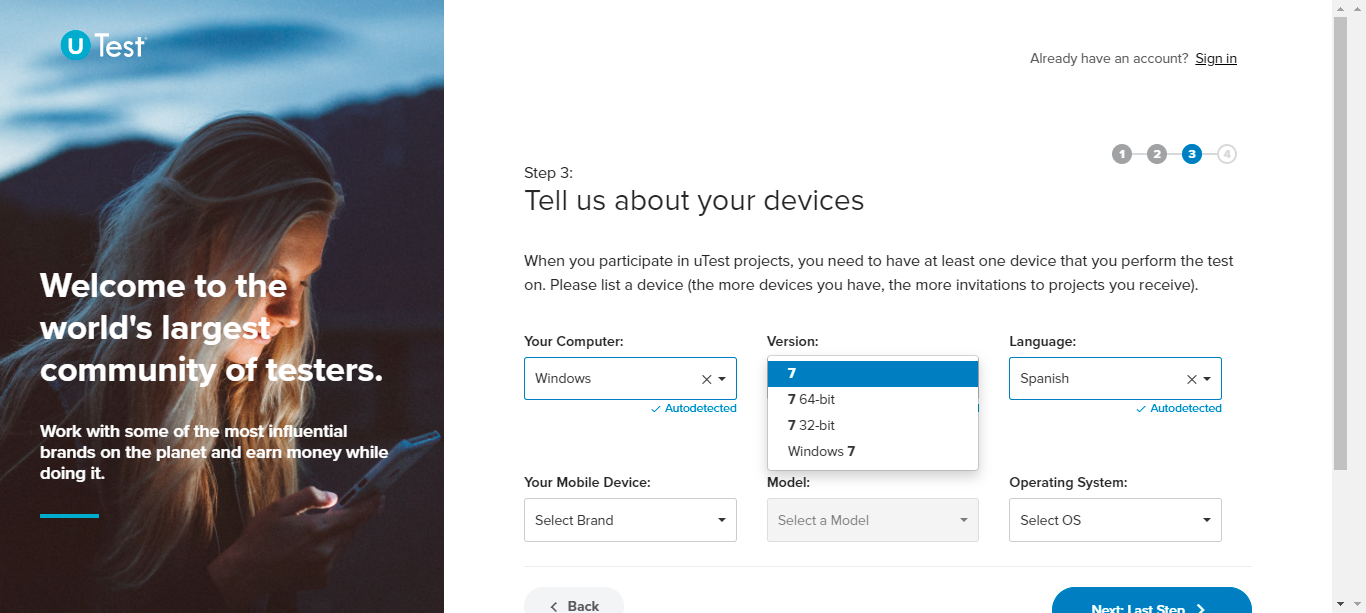 uTest
Already have an account? Sign in
1 2 3 4
Step 3:
Tell us about your devices
Welcome to the
world's largest
community of testers.
Work with some of the most influential
brands on the planet and earn money while
doing it.
When you participate in uTest projects, you need to have at least one device that you perform the test
on. Please list a device (the more devices you have, the more invitations to projects you receive).
Your Computer: Version: Language:
Windows Spanish
Autodetected Autodetected
7
7 64-bit
7 32-bit
Windows 7
Your Mobile Device: Model: Operating System:
Select Brand Select a Model Select OS
Back Next: Last Step